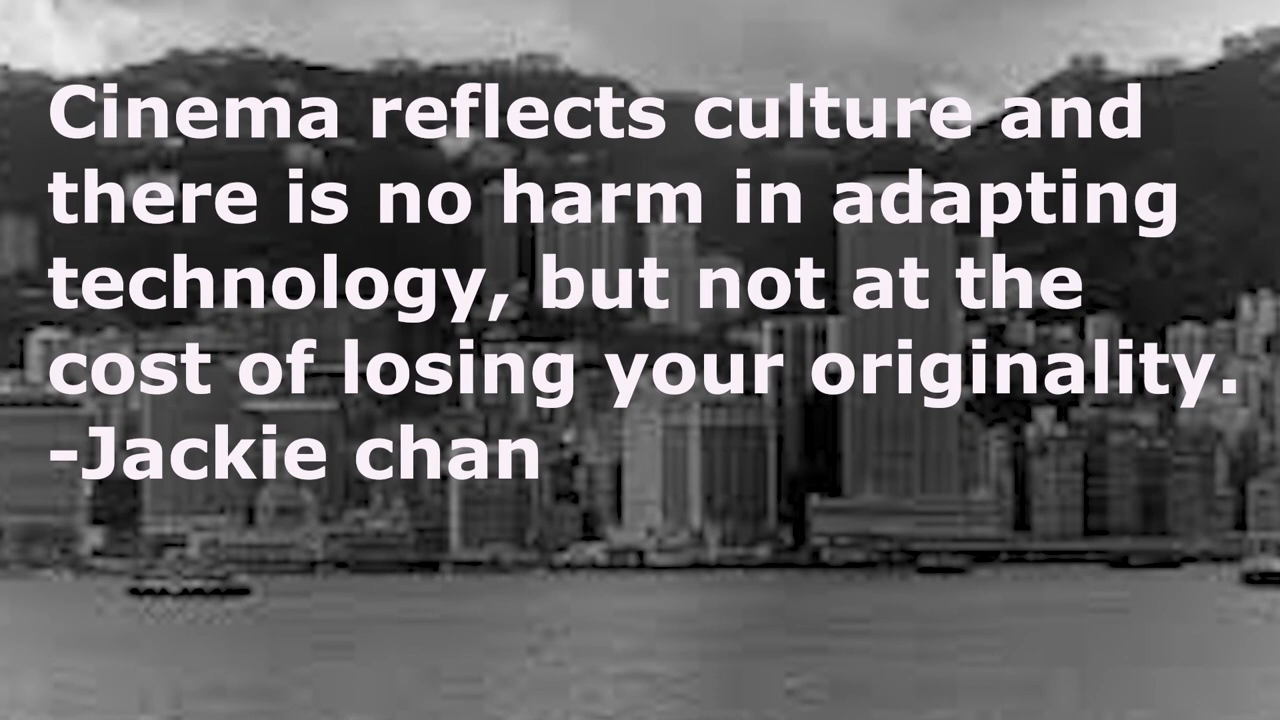 Cinema reflects culture and
there is no harm in adapting
technology, but not at the
cost of losing your originality.
-Jackie chan